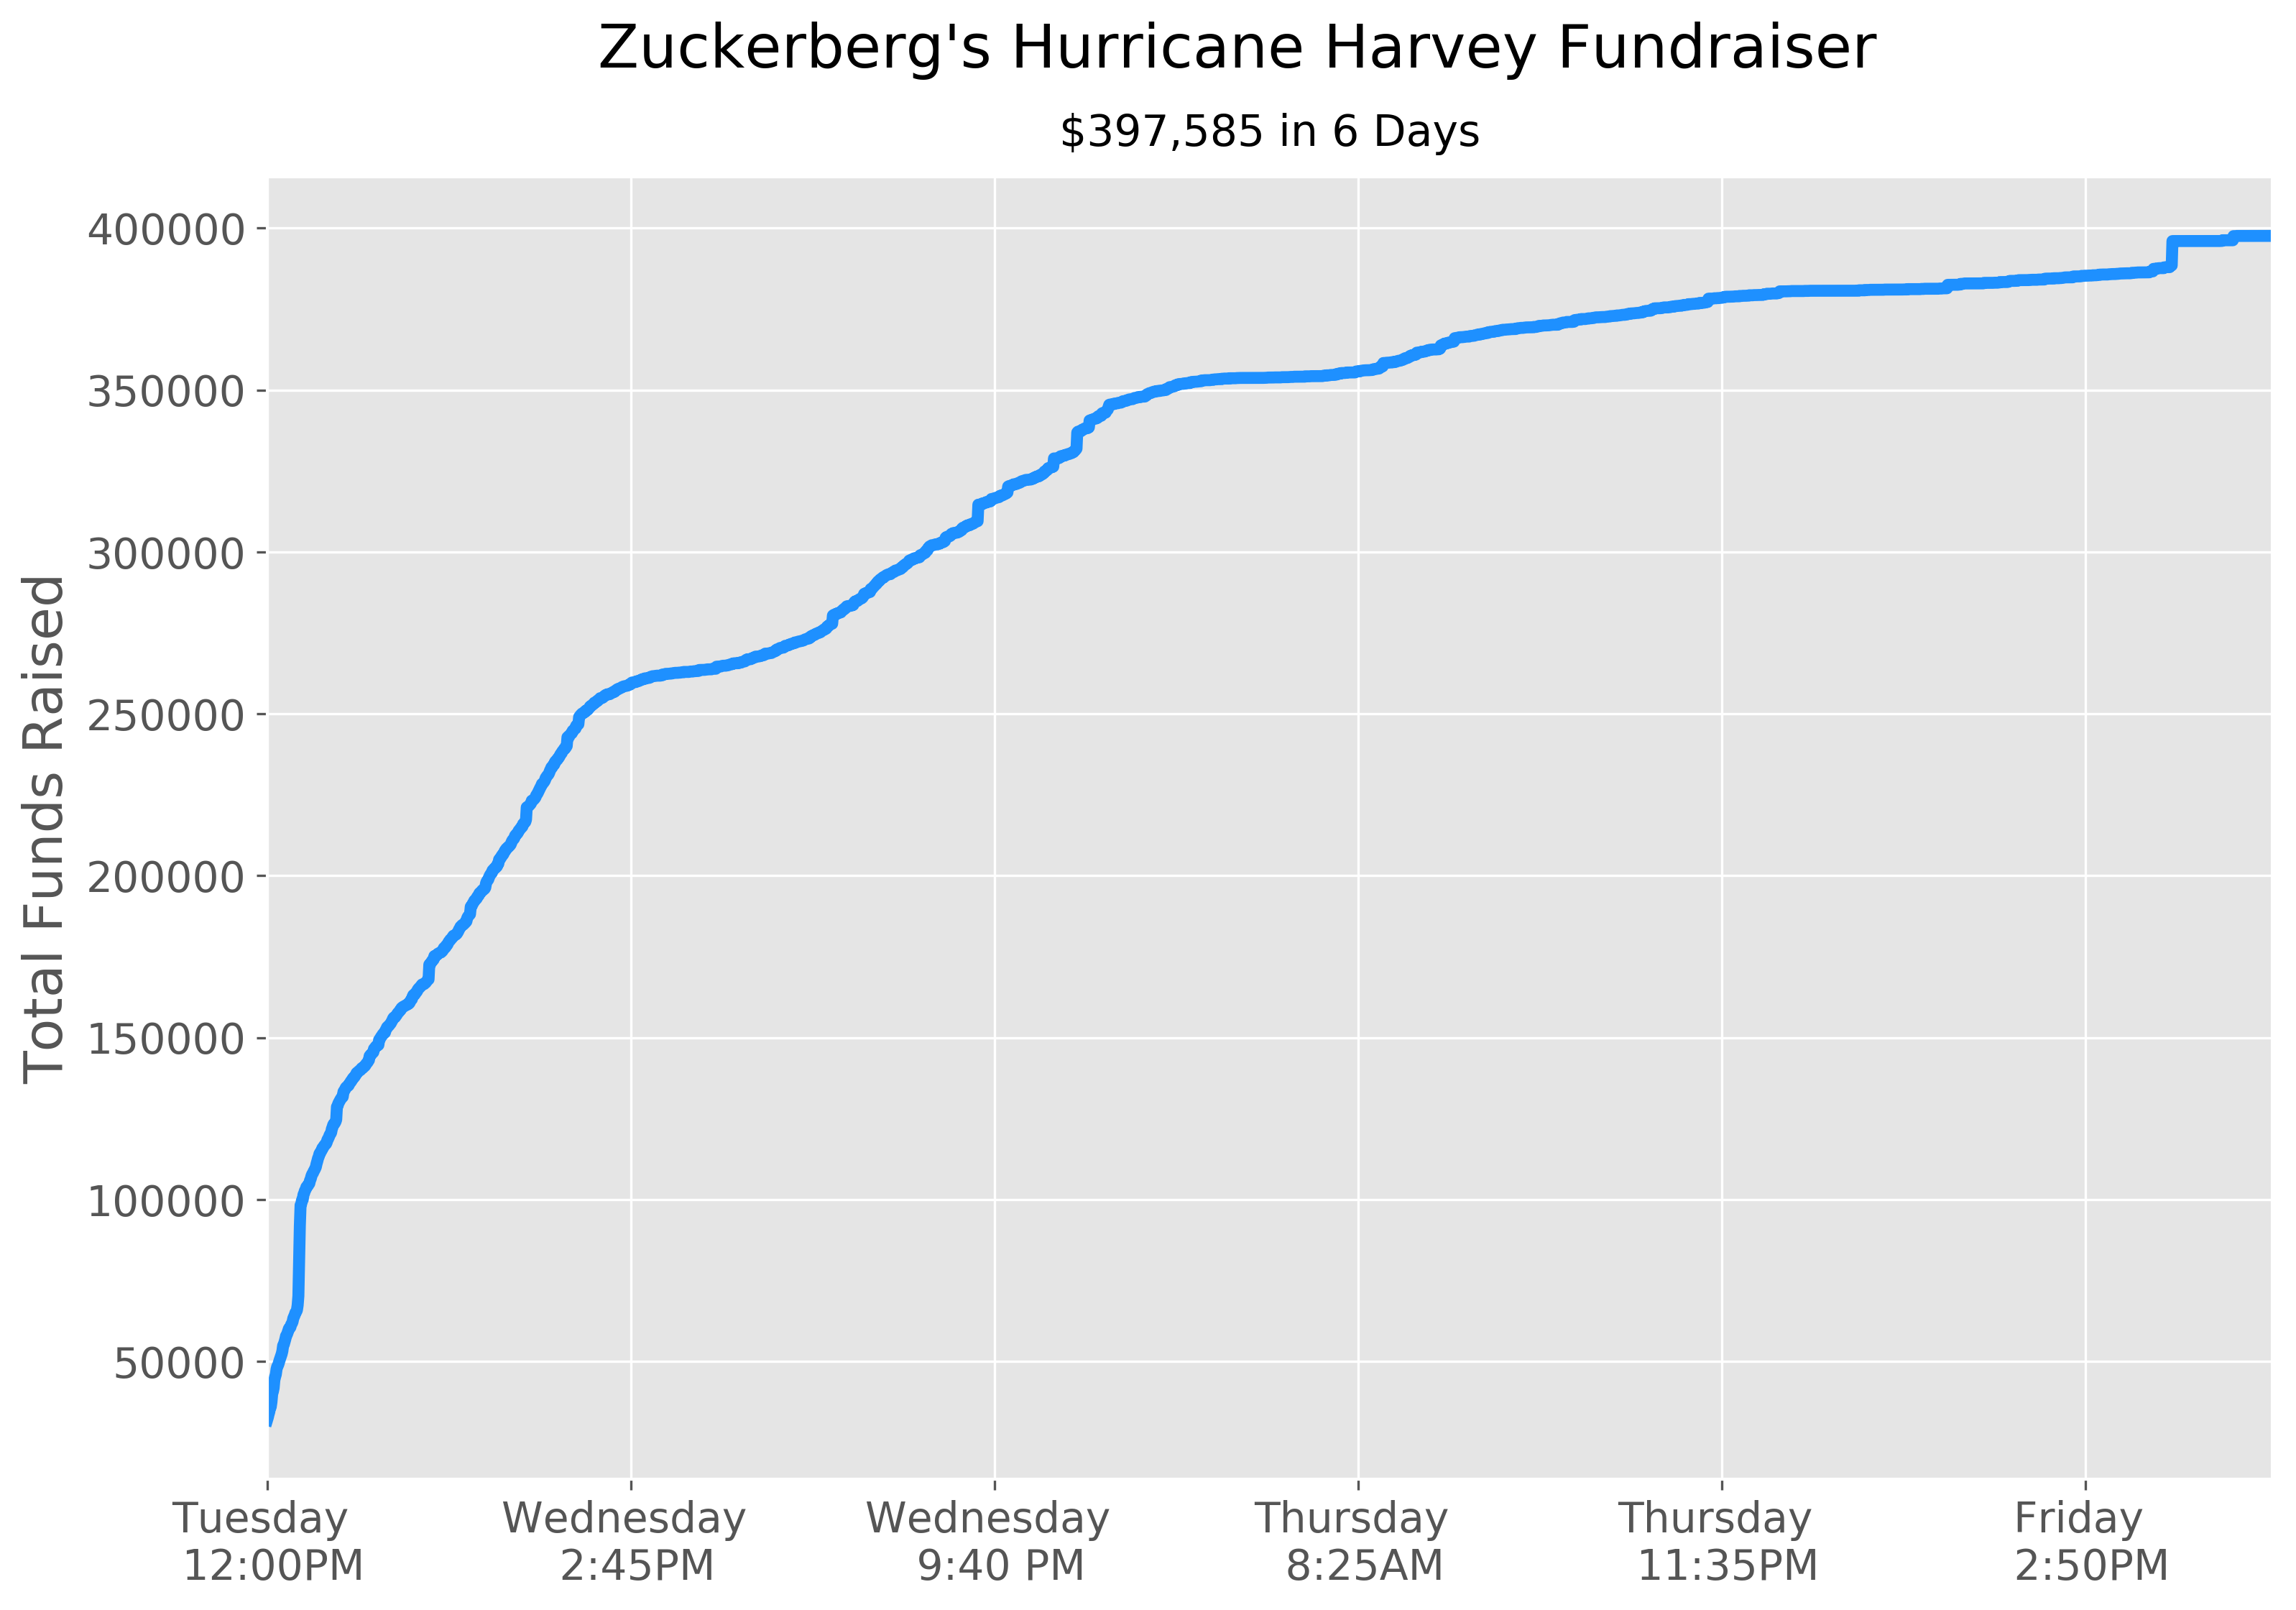 Zuckerberg's Hurricane Harvey Fundraiser
$397,585 in 6 Days
Total Funds Raised
400000
350000
300000
250000
200000
150000
100000
50000
Tuesday
12:00PM
Wednesday
2:45PM
Wednesday
9:40 PM
Thursday
8:25AM
Thursday
11:35PM
Friday
2:50PM